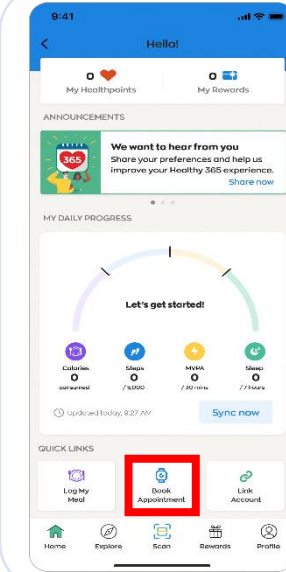 9:41
Hello!
0
My Healthpoints
0
My Rewards
ANNOUNCEMENTS
365
We want to hear from you
Share your preferences and help us
improve your Healthy 365 experience.
Share now
MY DAILY PROGRESS
Let's get started!
Calories
0
consumed
Steps
0
/5,000
MVPA
0
/30 mins
Sleep
0
/7 hours
Updated today, 9:27 AM
Sync now
QUICK LINKS
Log My
Meal
Book
Appointment
Link
Account
Home
Explore
Scan
Rewards
Profile